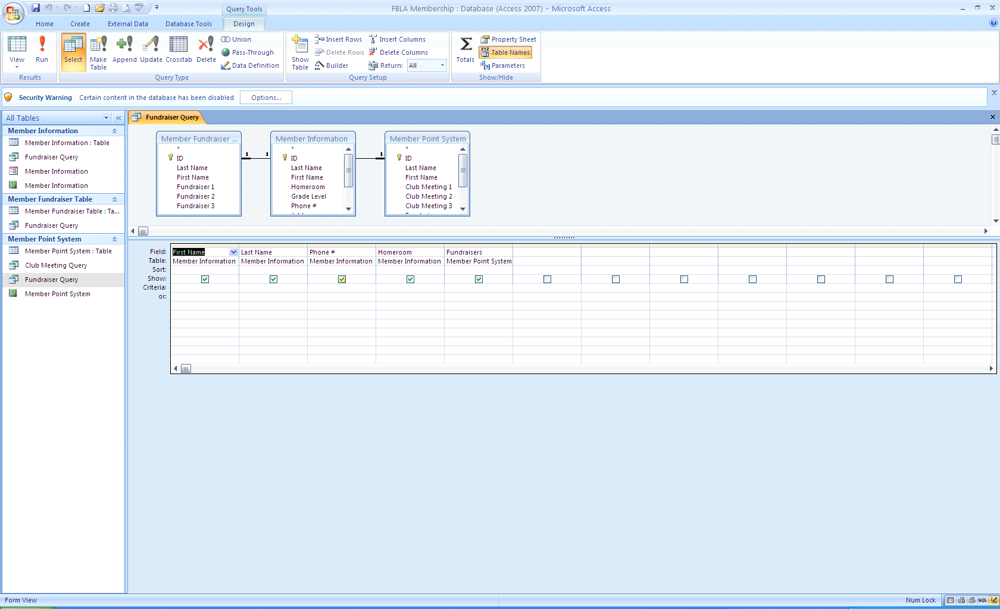 Query Tools
FBLA Membership : Database (Access 2007) - Microsoft Access
Home Create External Data Database Tools Design
View Run Select Make Table Append Update Crosstab Delete
Union
Pass-Through
Data Definition
Show Table
Insert Rows
Delete Rows
Builder
Insert Columns
Delete Columns
Return: All
Totals
Property Sheet
Table Names
Parameters
Results Query Type Query Setup Show/Hide
Security Warning Certain content in the database has been disabled Options...
All Tables
Member Information
Member Information : Table
Fundraiser Query
Member Information
Member Information
Member Fundraiser Table
Member Fundraiser Table : Ta...
Fundraiser Query
Member Point System
Member Point System : Table
Club Meeting Query
Fundraiser Query
Member Point System
Fundraiser Query
Member Fundraiser ...
*
ID
Last Name
First Name
Fundraiser 1
Fundraiser 2
Fundraiser 3
1 1
Member Information
*
ID
Last Name
First Name
Homeroom
Grade Level
Phone #
1
Member Point System
*
ID
Last Name
First Name
Club Meeting 1
Club Meeting 2
Club Meeting 3
Field: First Name Last Name Phone # Homeroom Fundraisers
Table: Member Information Member Information Member Information Member Information Member Point System
Sort:
Show:
Criteria:
or:
Form View Num Lock SQL